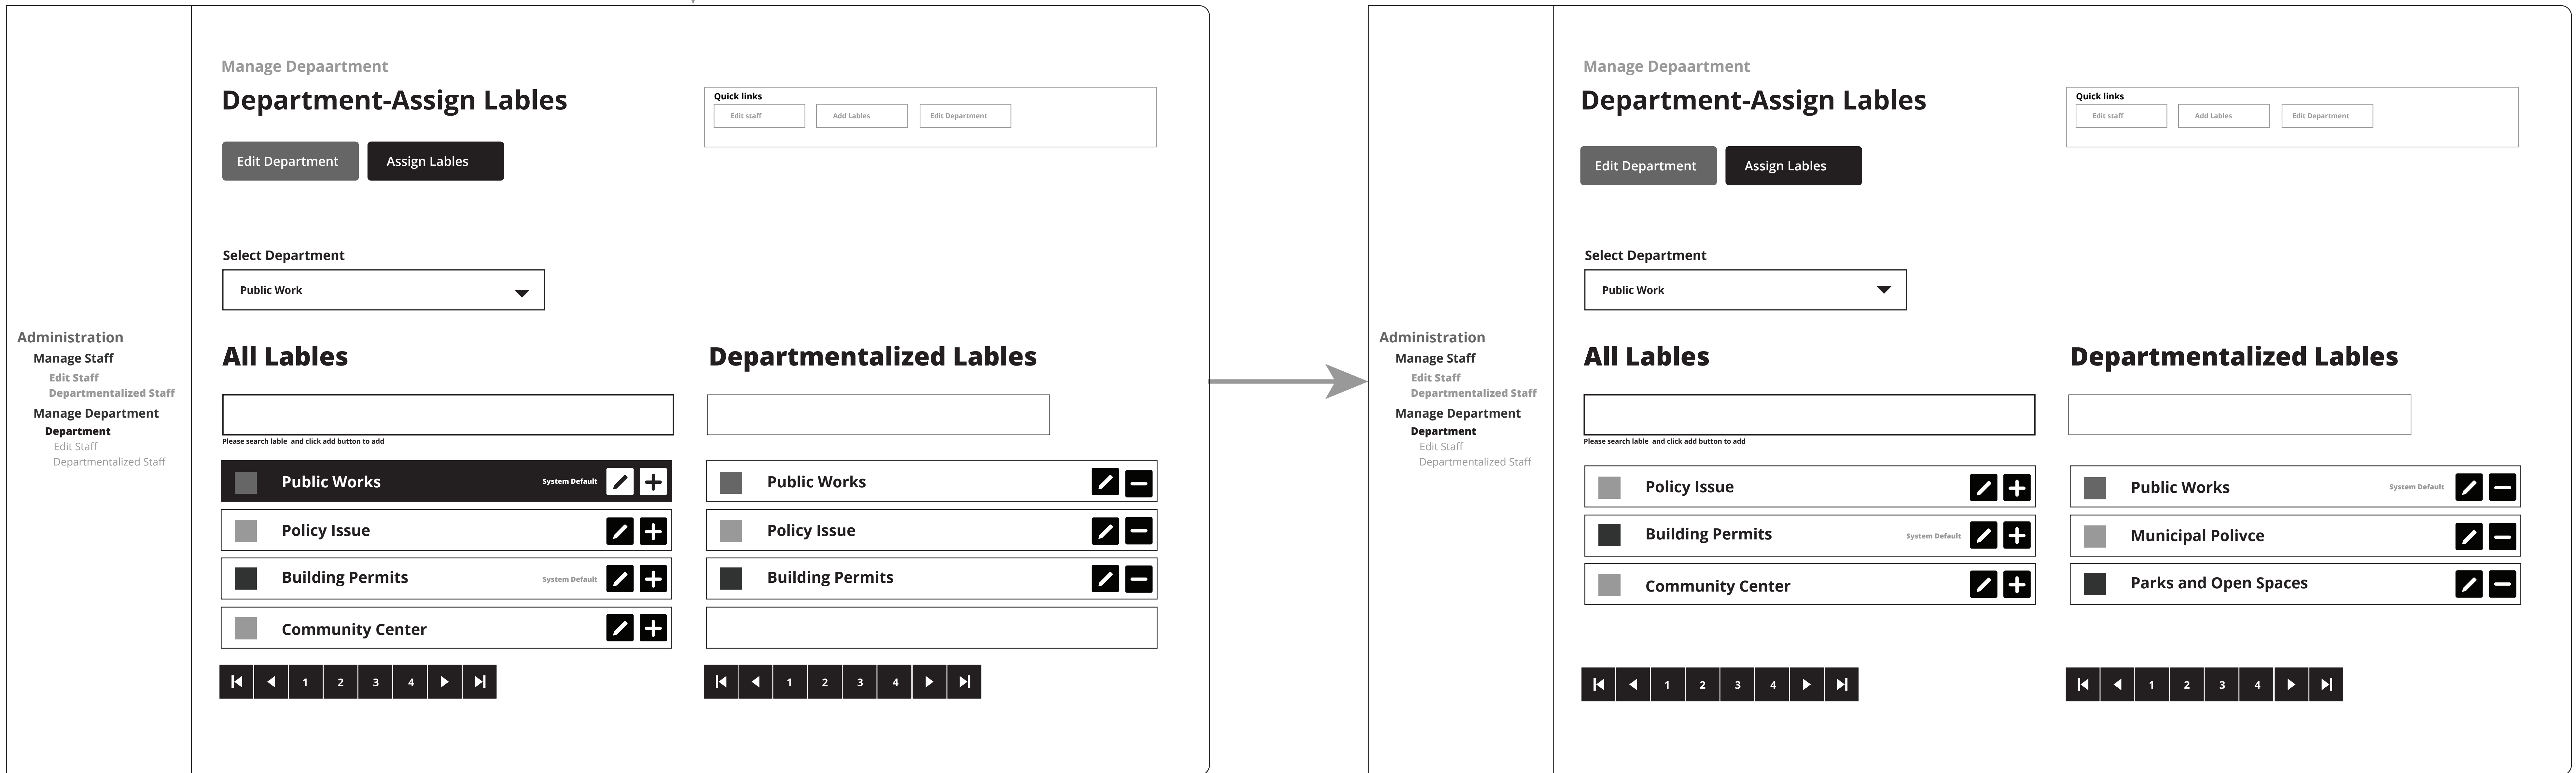 Administration
Manage Staff
Edit Staff
Departmentalized Staff
Manage Department
Department
Edit Staff
Departmentalized Staff
Manage Depaartment
Department-Assign Lables
Edit Department Assign Lables
Quick links
Edit staff Add Lables Edit Department
Select Department
Public Work
All Lables
Please search lable and click add button to add
Public Works System Default
Policy Issue
Building Permits System Default
Community Center
1 2 3 4
Departmentalized Lables
Public Works
Policy Issue
Building Permits
1 2 3 4
Administration
Manage Staff
Edit Staff
Departmentalized Staff
Manage Department
Department
Edit Staff
Departmentalized Staff
Manage Depaartment
Department-Assign Lables
Edit Department Assign Lables
Quick links
Edit staff Add Lables Edit Department
Select Department
Public Work
All Lables
Please search lable and click add button to add
Policy Issue
Building Permits System Default
Community Center
1 2 3 4
Departmentalized Lables
Public Works System Default
Municipal Polivce
Parks and Open Spaces
1 2 3 4